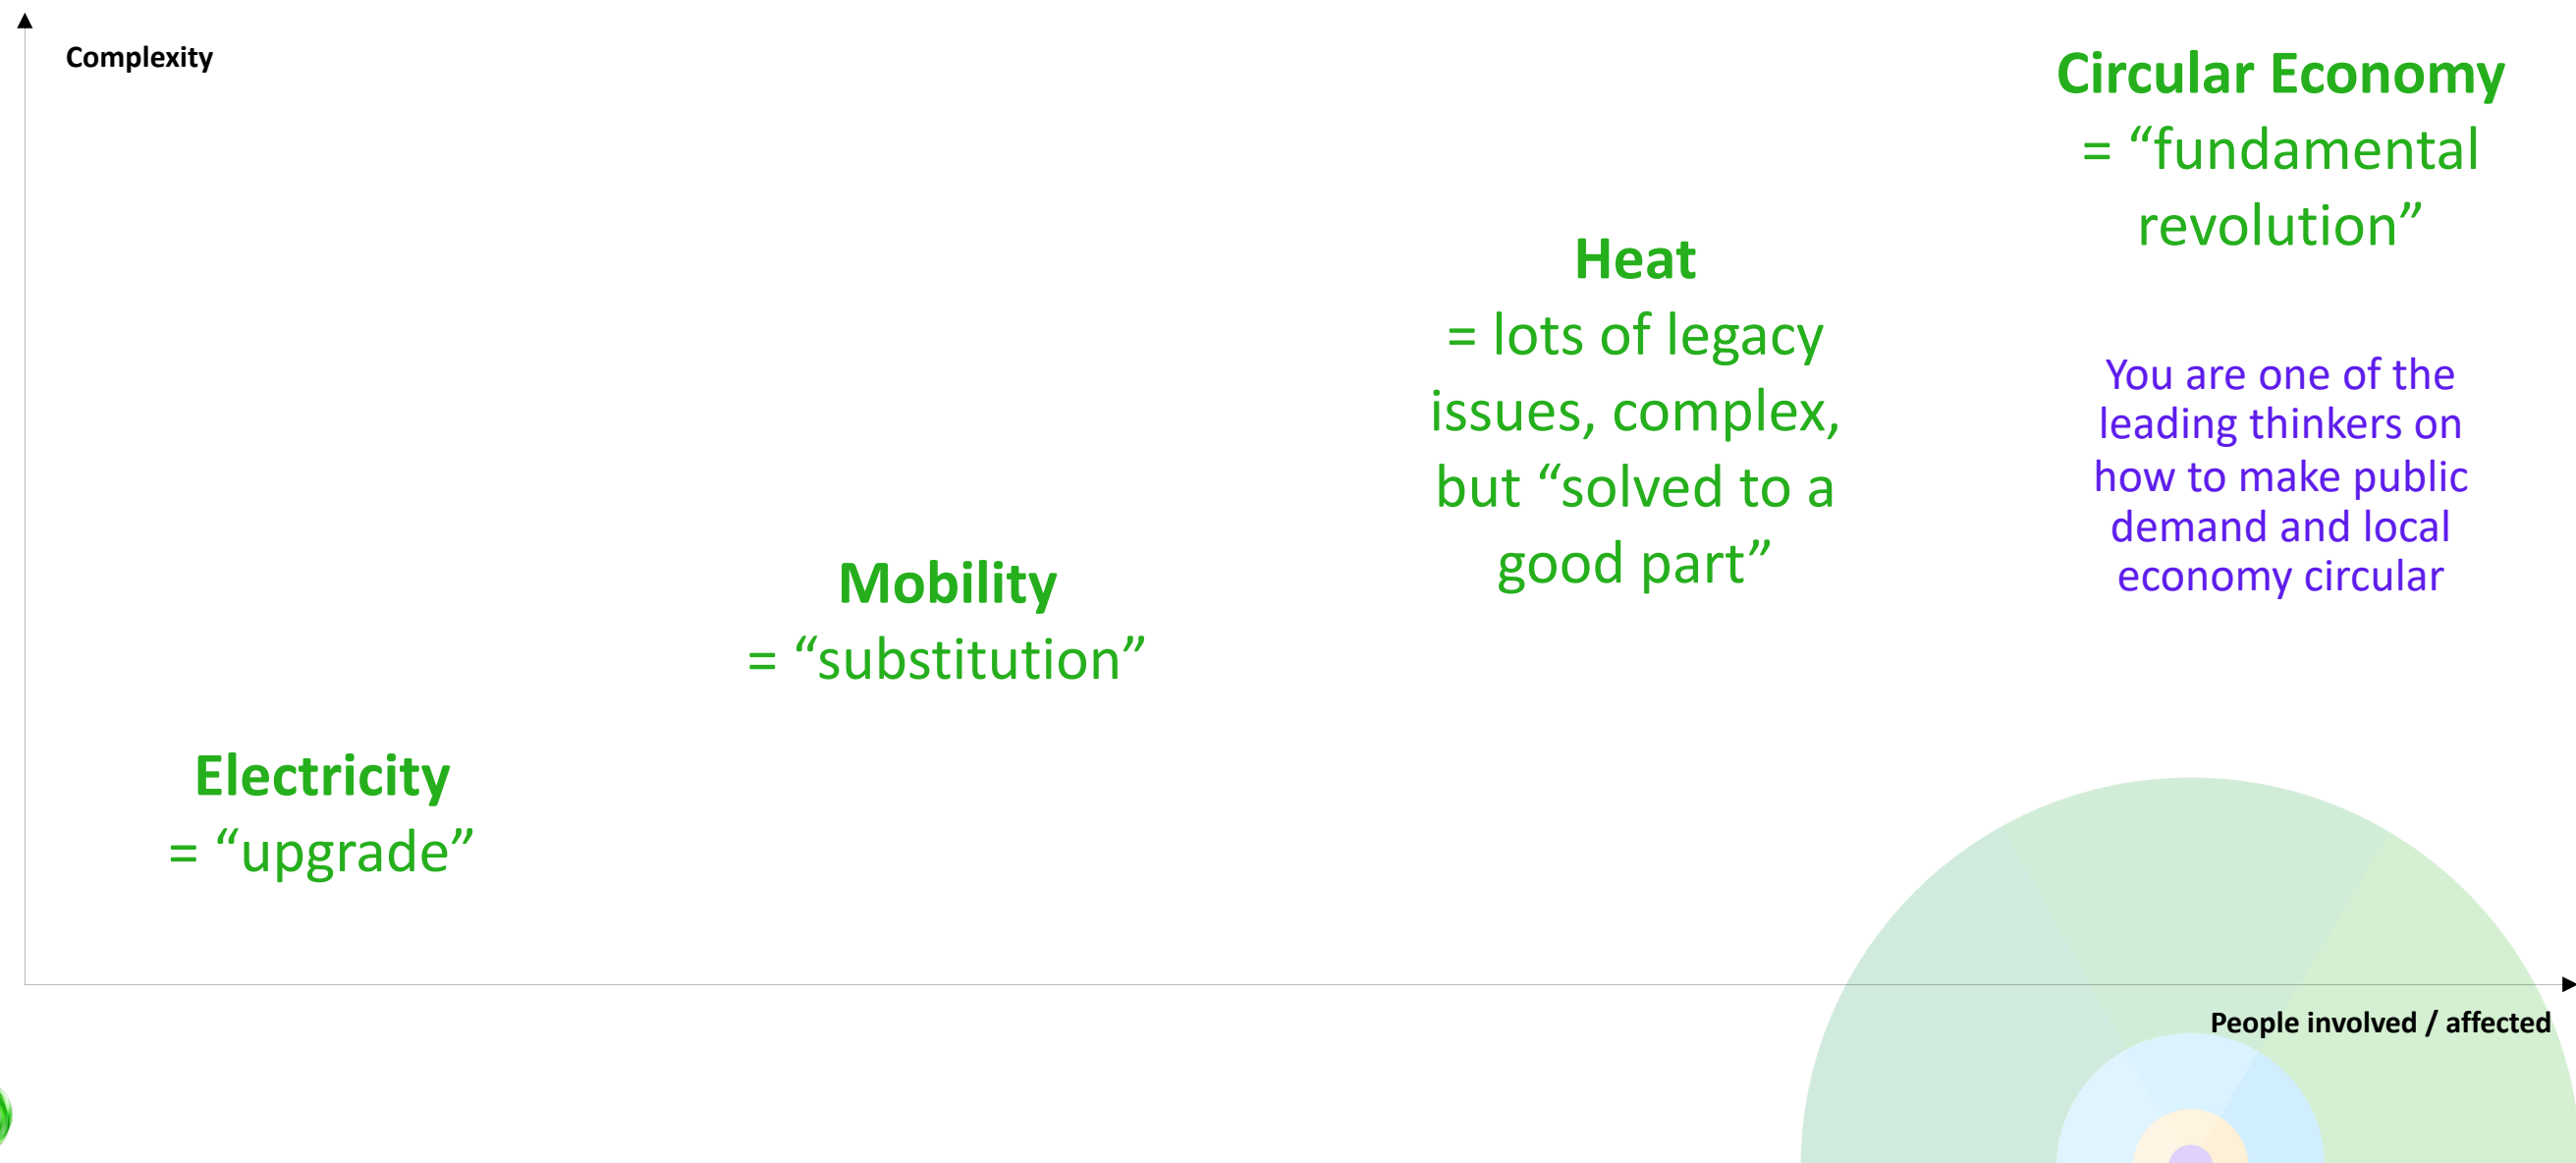 Complexity
Circular Economy
= “fundamental
revolution”
Heat
= lots of legacy
issues, complex,
but “solved to a
good part”
You are one of the
leading thinkers on
how to make public
demand and local
economy circular
Mobility
= “substitution”
Electricity
= “upgrade”
People involved / affected